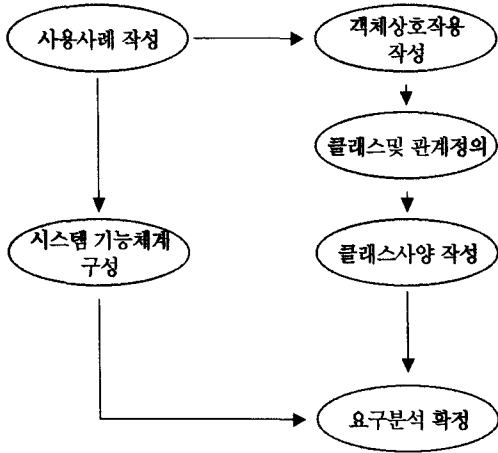 사용사례 작성
객체상호작용
작성
클래스및 관계정의
시스템 기능체계
구성
클래스사양 작성
요구분석 확정